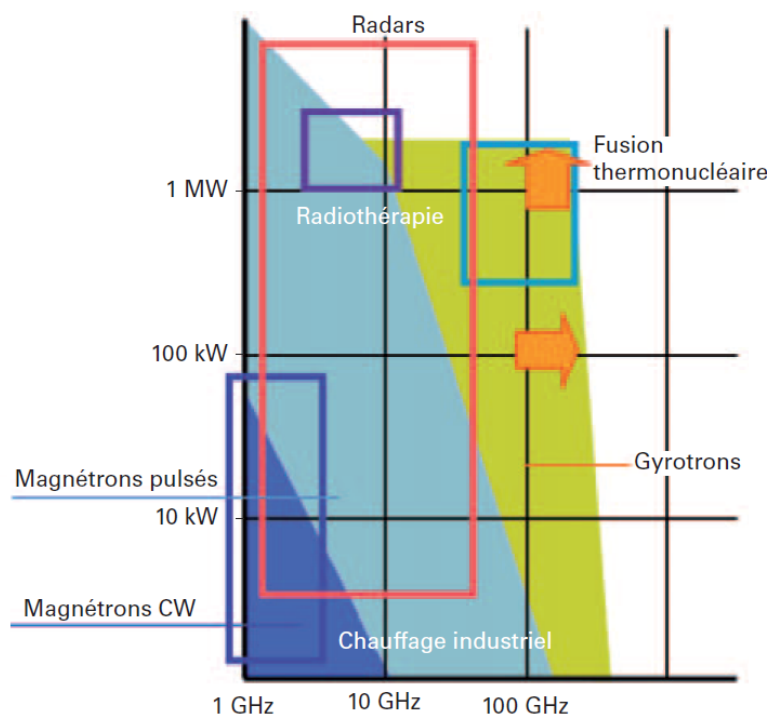 Radars
Fusion
thermonucléaire
1 MW
Radiothérapie
100 kW
Gyrotrons
Magnétrons pulsés
10 kW
Magnétrons CW
Chauffage industriel
1 GHz
10 GHz
100 GHz